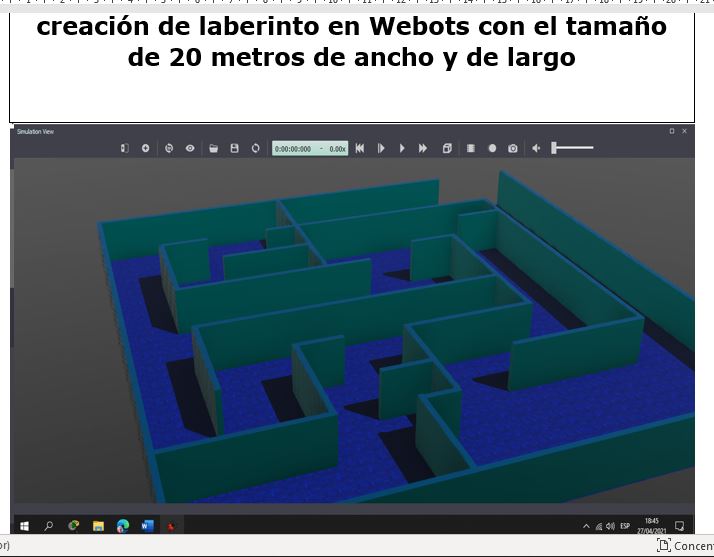 creación de laberinto en Webots con el tamaño
de 20 metros de ancho y de largo
Simulation View
0:00:00:000 - 0.00x
ESP
18:45
27/04/2021
or)
Concen